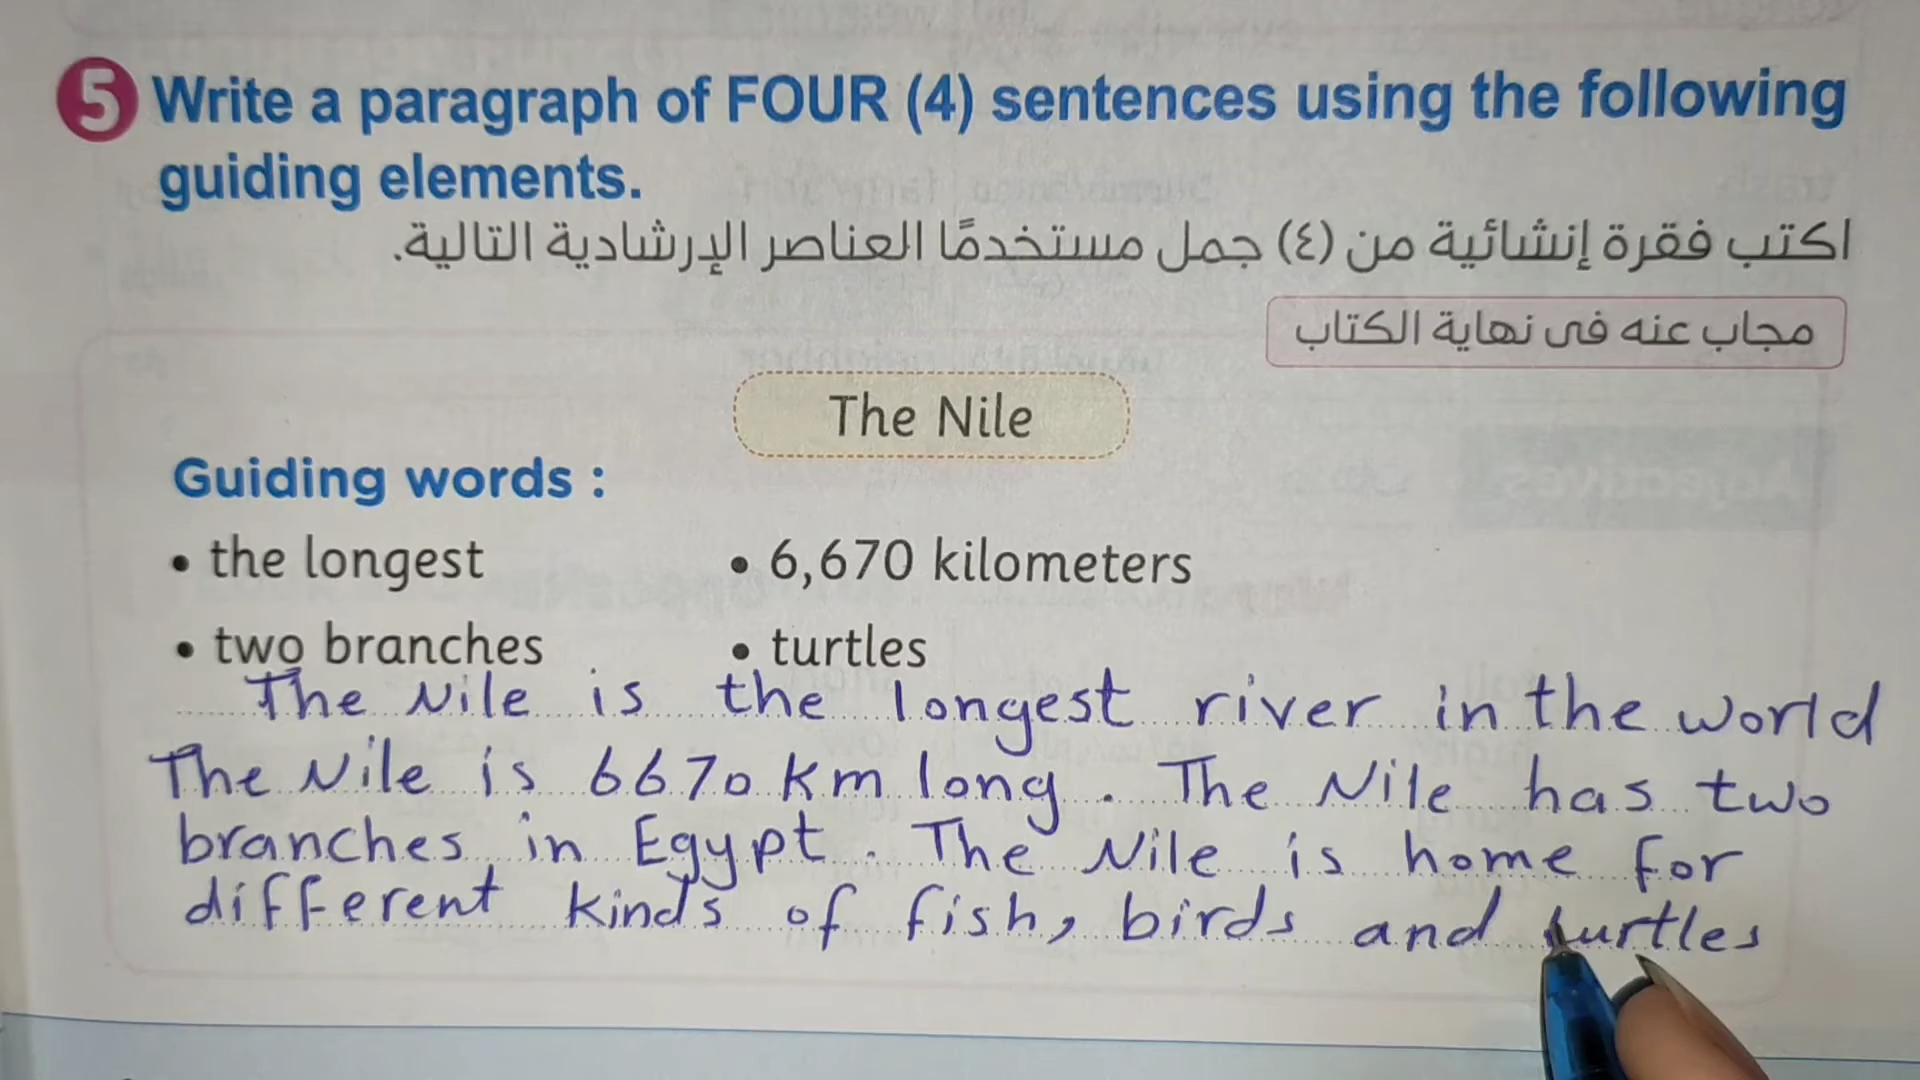 5 Write a paragraph of FOUR (4) sentences using the following
guiding elements.
اكتب فقرة إنشائية من (٤) جمل مستخدمًا العناصر الإرشادية التالية.
مجاب عنه فى نهاية الكتاب
The Nile
Guiding words :
• the longest • 6,670 kilometers
• two branches • turtles
The Nile is the longest river in the world
The Nile is 6670 km long . The Nile has two
branches in Egypt . The Nile is home for
different kinds of fish, birds and turtles